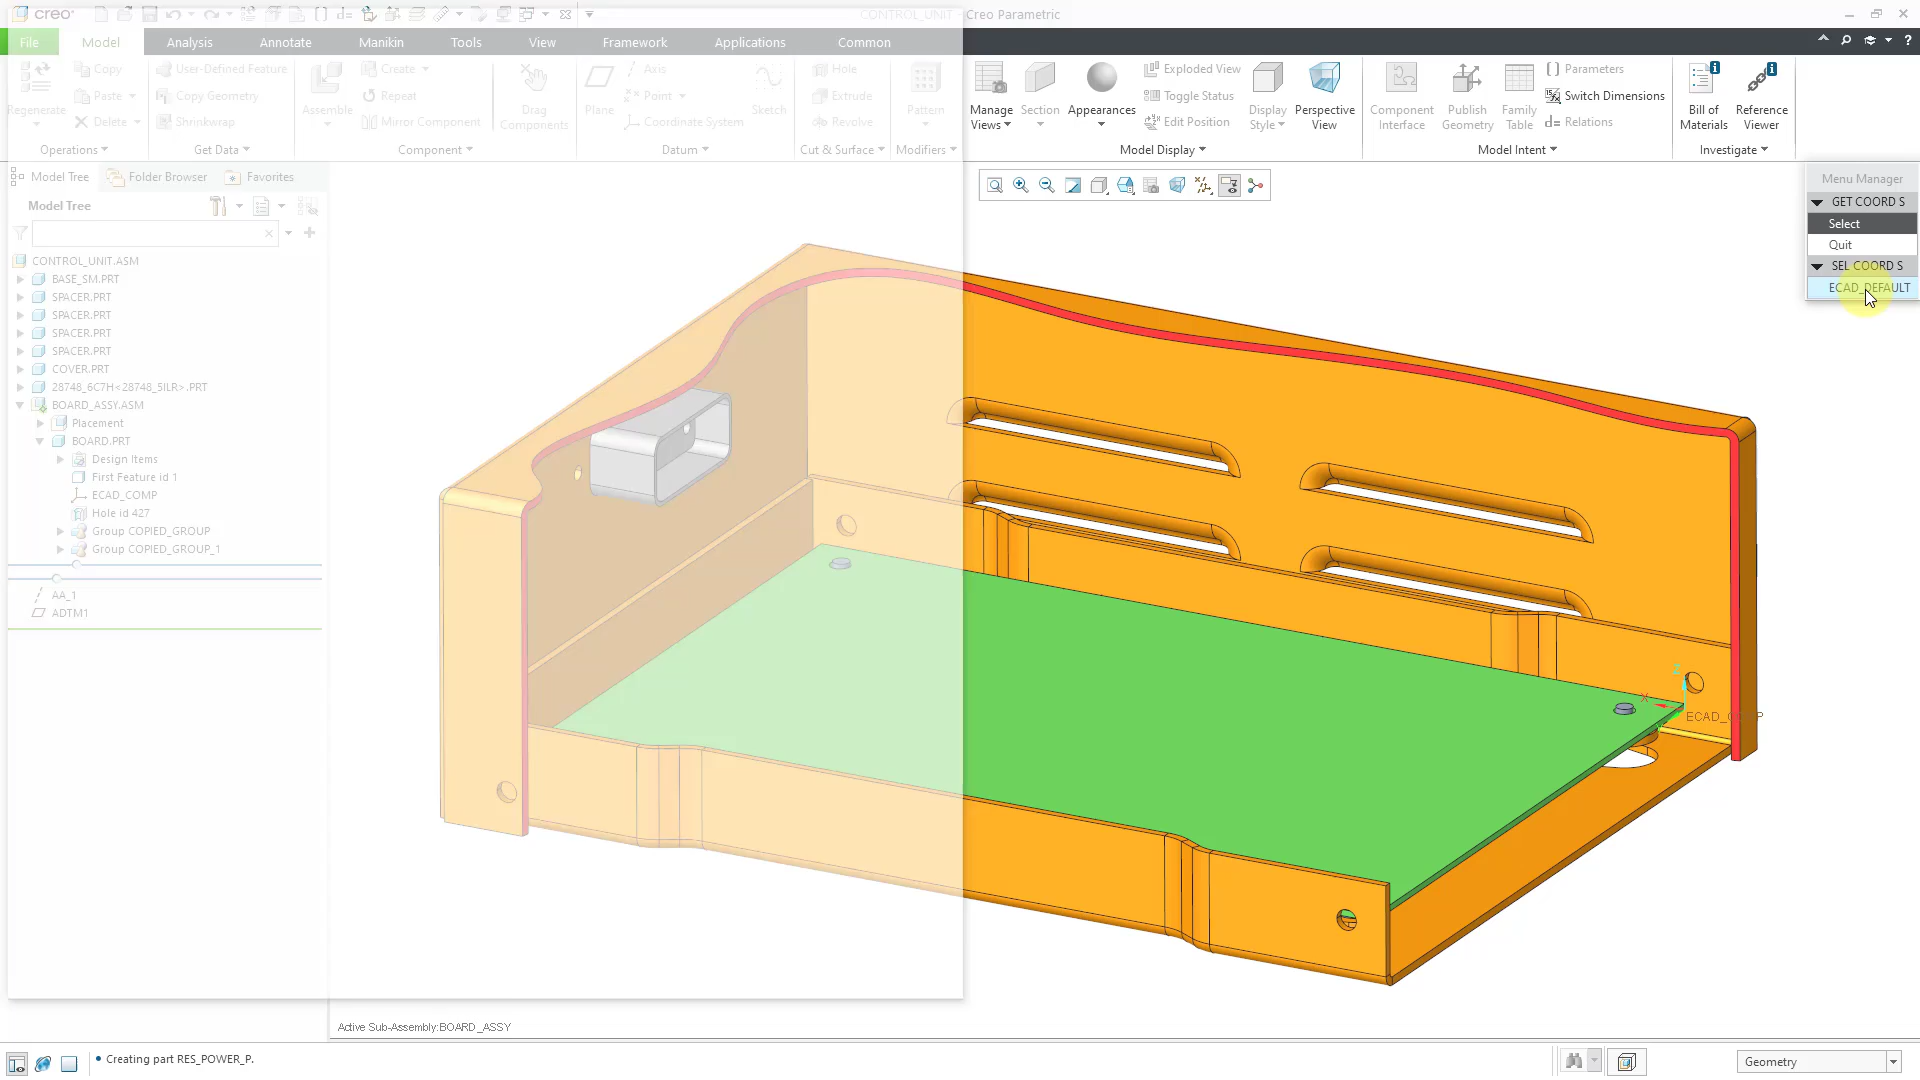 creo
CONTROL_UNIT - Creo Parametric
File
Model
Analysis
Annotate
Manikin
Tools
View
Framework
Applications
Common
Regenerate
Copy
Paste
Delete
Operations
User-Defined Feature
Copy Geometry
Shrinkwrap
Get Data
Assemble
Create
Repeat
Mirror Component
Component
Drag
Components
Plane
Axis
Point
Coordinate System
Sketch
Datum
Hole
Extrude
Revolve
Cut & Surface
Pattern
Modifiers
Manage
Views
Section
Appearances
Exploded View
Toggle Status
Edit Position
Display
Style
Perspective
View
Model Display
Component
Interface
Publish
Geometry
Family
Table
Parameters
Switch Dimensions
Relations
Model Intent
Bill of
Materials
Reference
Viewer
Investigate
Model Tree
Folder Browser
Favorites
Model Tree
CONTROL_UNIT.ASM
BASE_SM.PRT
SPACER.PRT
SPACER.PRT
SPACER.PRT
SPACER.PRT
COVER.PRT
28748_6C7H<28748_5ILR>.PRT
BOARD_ASSY.ASM
Placement
BOARD.PRT
Design Items
First Feature id 1
ECAD_COMP
Hole id 427
Group COPIED_GROUP
Group COPIED_GROUP_1
AA_1
ADTM1
Menu Manager
GET COORD S
Select
Quit
SEL COORD S
ECAD_DEFAULT
Z
X
Active Sub-Assembly:BOARD_ASSY
Creating part RES_POWER_P.
Geometry